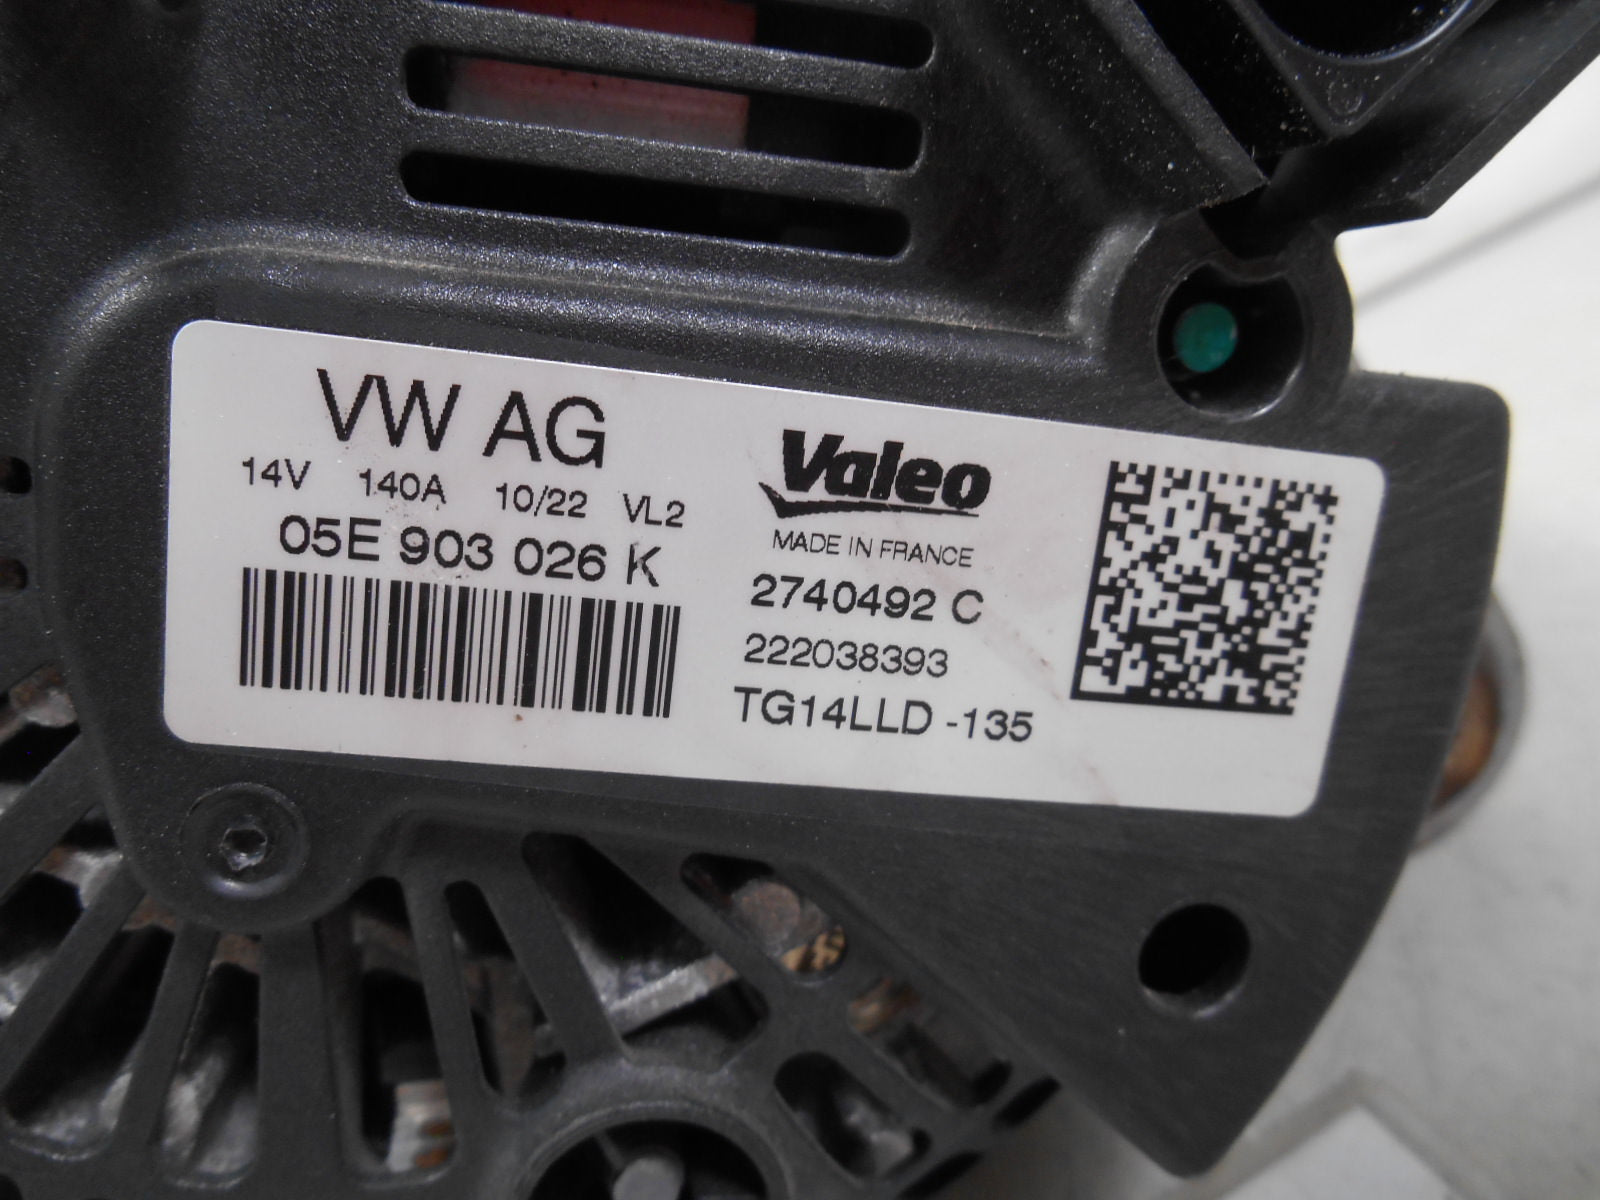 VW AG
14V 140A 10/22 VL2
05E 903 026 K
Valeo
MADE IN FRANCE
2740492 C
222038393
TG14LLD -135